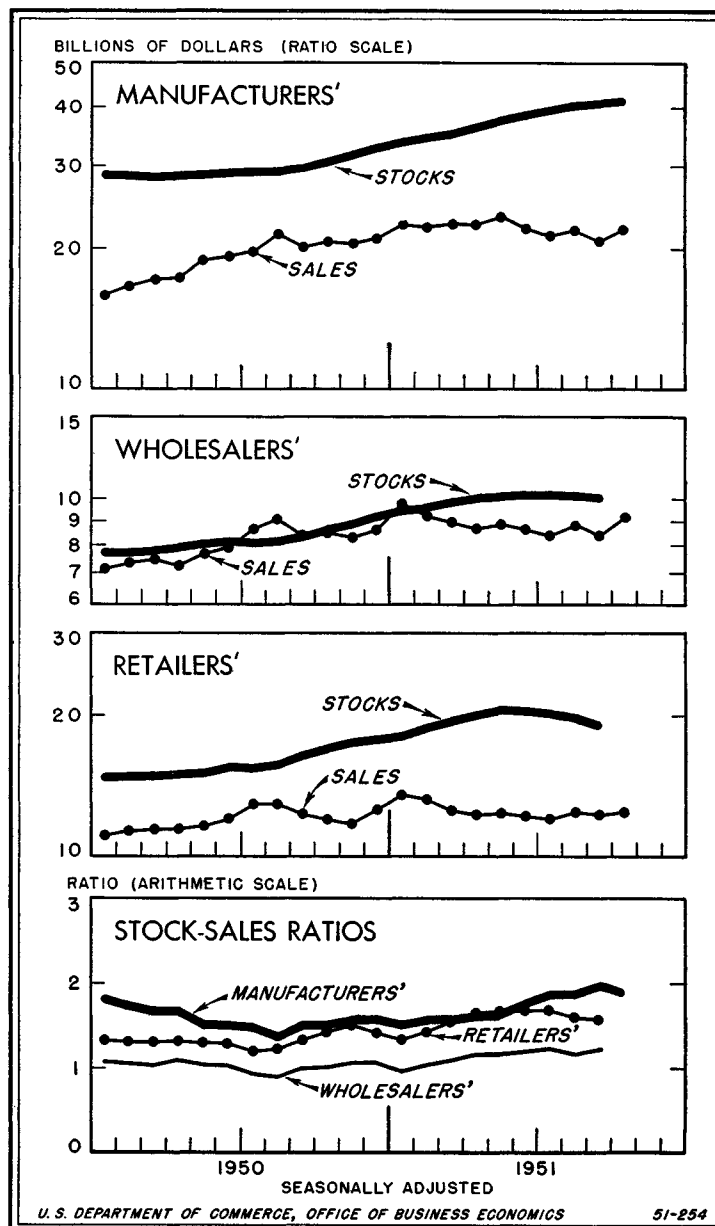 BILLIONS OF DOLLARS (RATIO SCALE)
50
MANUFACTURERS'
40
30
STOCKS
20
SALES
10
15
WHOLESALERS'
STOCKS
10
9
8
7
SALES
6
30
RETAILERS'
STOCKS
20
SALES
10
RATIO (ARITHMETIC SCALE)
3
STOCK-SALES RATIOS
2
MANUFACTURERS'
RETAILERS'
1
WHOLESALERS'
0
1950 1951
SEASONALLY ADJUSTED
U.S. DEPARTMENT OF COMMERCE, OFFICE OF BUSINESS ECONOMICS 51-254